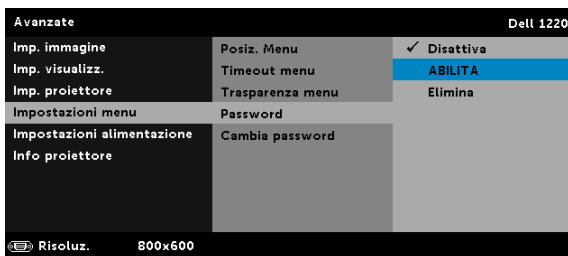 Avanzate Dell 1220
Imp. immagine Posiz. Menu ✓ Disattiva
Imp. visualizz. Timeout menu ABILITA
Imp. proiettore Trasparenza menu Elimina
Impostazioni menu Password
Impostazioni alimentazione Cambia password
Info proiettore
Risoluz. 800x600